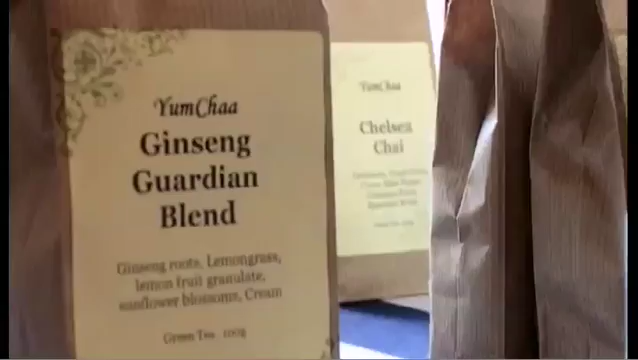 YumChaa
Ginseng
Guardian
Blend
Ginseng roots, Lemongrass,
lemon fruit granulate,
sunflower blossoms, Cream
Green Tea 100g
YumChaa
Chelsea
Chai